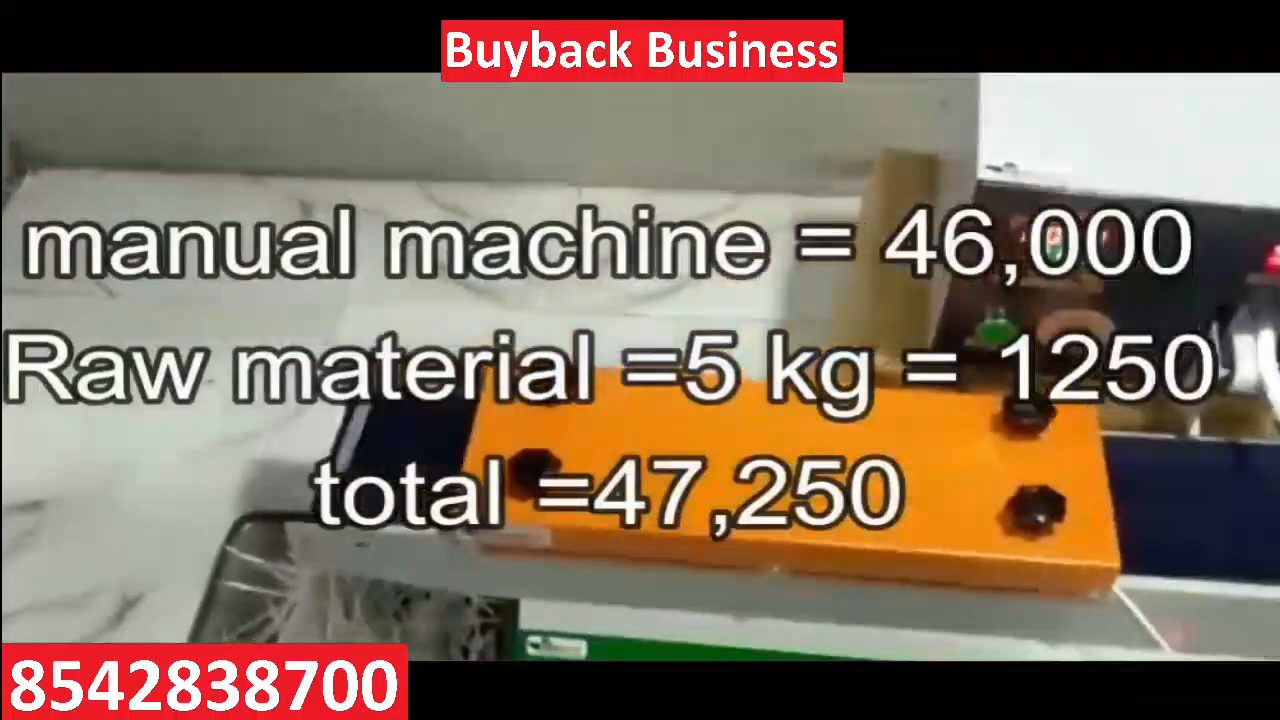 Buyback Business
manual machine = 46,000
Raw material =5 kg = 1250
total =47,250
8542838700